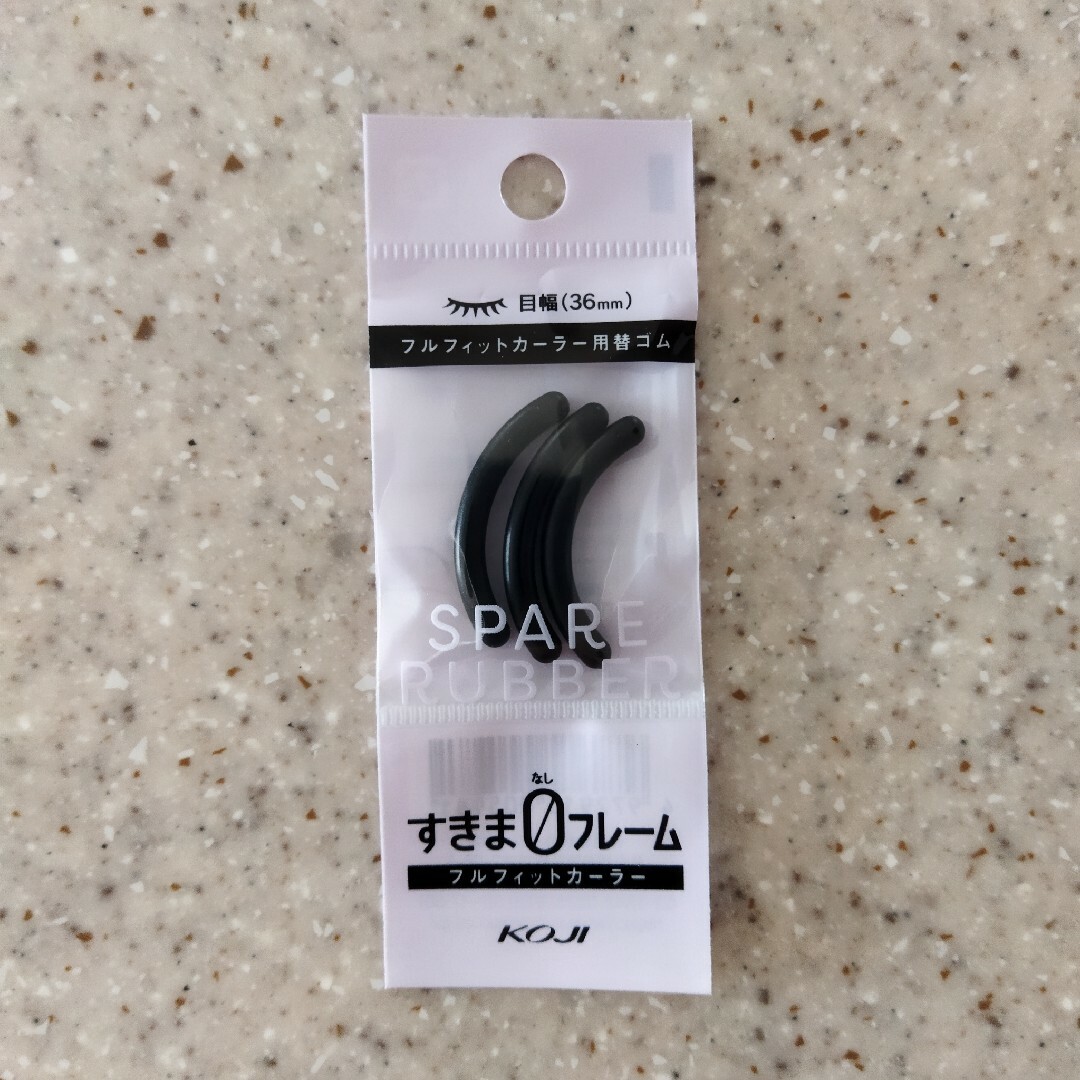 目幅(36mm)
フルフィットカーラー用替ゴム
SPARE
RUBBER
なし
すきま0フレーム
フルフィットカーラー
KOJI